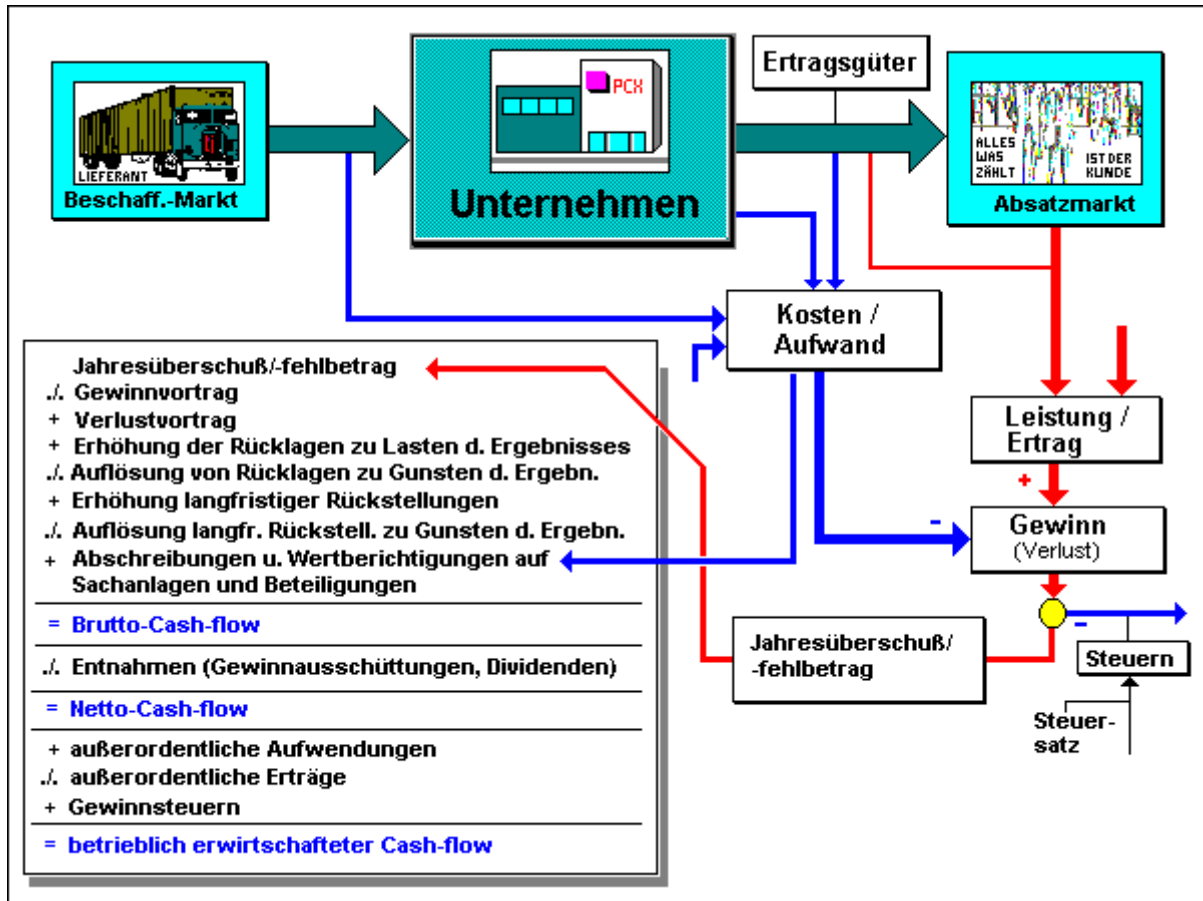 Ertragsgüter
PCX
LIEFERANT
Beschaff.-Markt
Unternehmen
ALLES
WAS
ZÄHLT
IST DER
KUNDE
Absatzmarkt
Kosten /
Aufwand
Leistung /
Ertrag
+
-
Gewinn
(Verlust)
-
Steuern
Steuer-
satz
Jahresüberschuß/
-fehlbetrag
Jahresüberschuß/-fehlbetrag
./. Gewinnvortrag
+ Verlustvortrag
+ Erhöhung der Rücklagen zu Lasten d. Ergebnisses
./. Auflösung von Rücklagen zu Gunsten d. Ergebn.
+ Erhöhung langfristiger Rückstellungen
./. Auflösung langfr. Rückstell. zu Gunsten d. Ergebn.
+ Abschreibungen u. Wertberichtigungen auf
Sachanlagen und Beteiligungen
= Brutto-Cash-flow
./. Entnahmen (Gewinnausschüttungen, Dividenden)
= Netto-Cash-flow
+ außerordentliche Aufwendungen
./. außerordentliche Erträge
+ Gewinnsteuern
= betrieblich erwirtschafteter Cash-flow